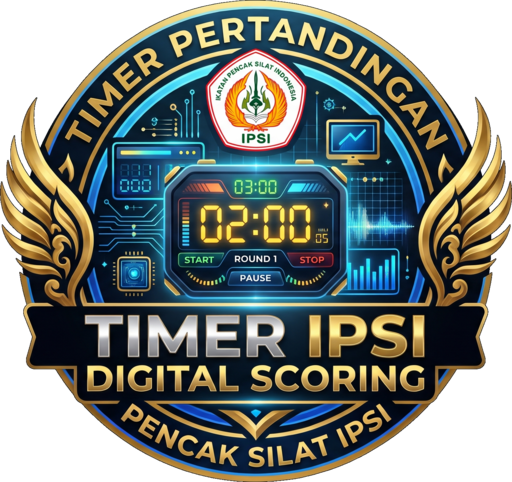 TIMER PERTANDINGAN
IKATAN PENCAK SILAT INDONESIA
IPSI
03:00
02:00
05
START
ROUND 1
STOP
PAUSE
TIMER IPSI
DIGITAL SCORING
PENCAK SILAT IPSI